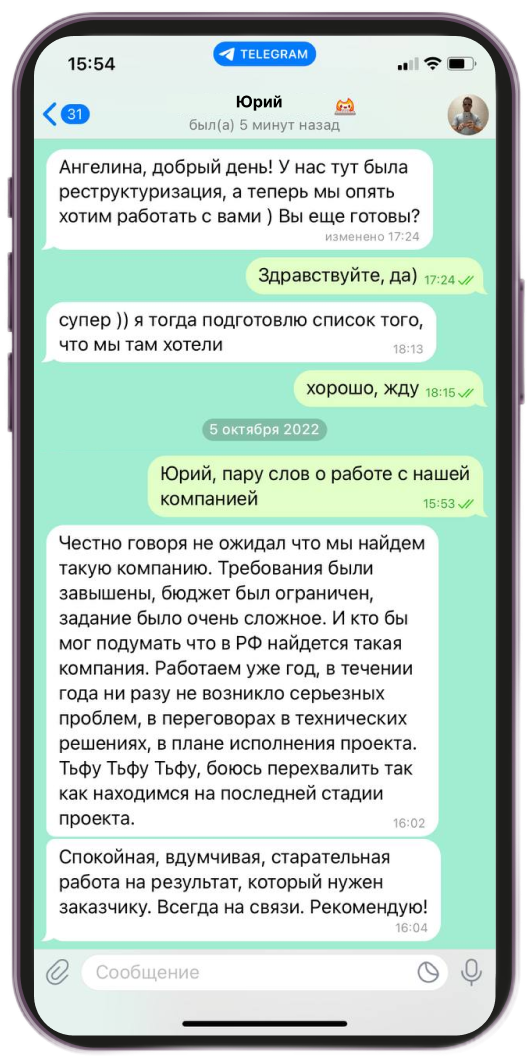 15:54
TELEGRAM
31
Юрий
был(а) 5 минут назад
Ангелина, добрый день! У нас тут была
реструктуризация, а теперь мы опять
хотим работать с вами ) Вы еще готовы?
изменено 17:24
Здравствуйте, да) 17:24
супер )) я тогда подготовлю список того,
что мы там хотели 18:13
хорошо, жду 18:15
5 октября 2022
Юрий, пару слов о работе с нашей
компанией 15:53
Честно говоря не ожидал что мы найдем
такую компанию. Требования были
завышены, бюджет был ограничен,
задание было очень сложное. И кто бы
мог подумать что в РФ найдется такая
компания. Работаем уже год, в течении
года ни разу не возникло серьезных
проблем, в переговорах в технических
решениях, в плане исполнения проекта.
Тьфу Тьфу Тьфу, боюсь перехвалить так
как находимся на последней стадии
проекта. 16:02
Спокойная, вдумчивая, старательная
работа на результат, который нужен
заказчику. Всегда на связи. Рекомендую!
16:04
Сообщение